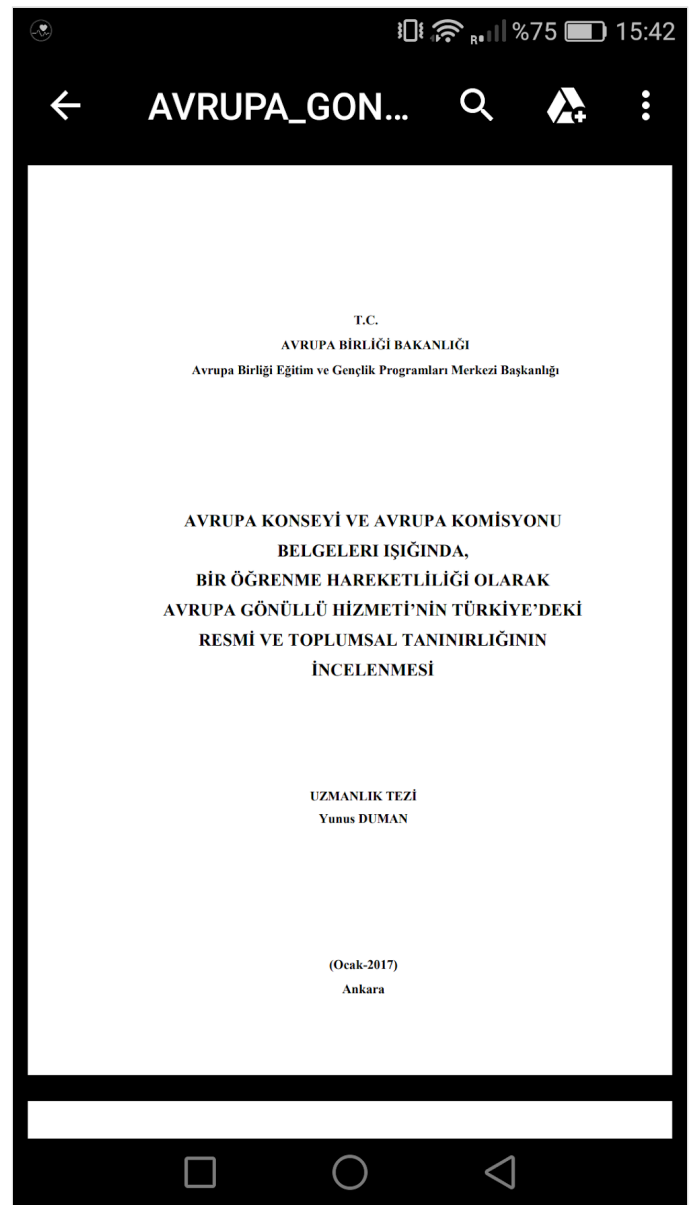 %75 15:42
AVRUPA_GON...
T.C.
AVRUPA BİRLİĞİ BAKANLIĞI
Avrupa Birliği Eğitim ve Gençlik Programları Merkezi Başkanlığı
AVRUPA KONSEYİ VE AVRUPA KOMİSYONU
BELGELERI IŞIĞINDA,
BİR ÖĞRENME HAREKETLİLİĞİ OLARAK
AVRUPA GÖNÜLLÜ HİZMETİ’NİN TÜRKİYE’DEKİ
RESMİ VE TOPLUMSAL TANINIRLIĞININ
İNCELENMESİ
UZMANLIK TEZİ
Yunus DUMAN
(Ocak-2017)
Ankara